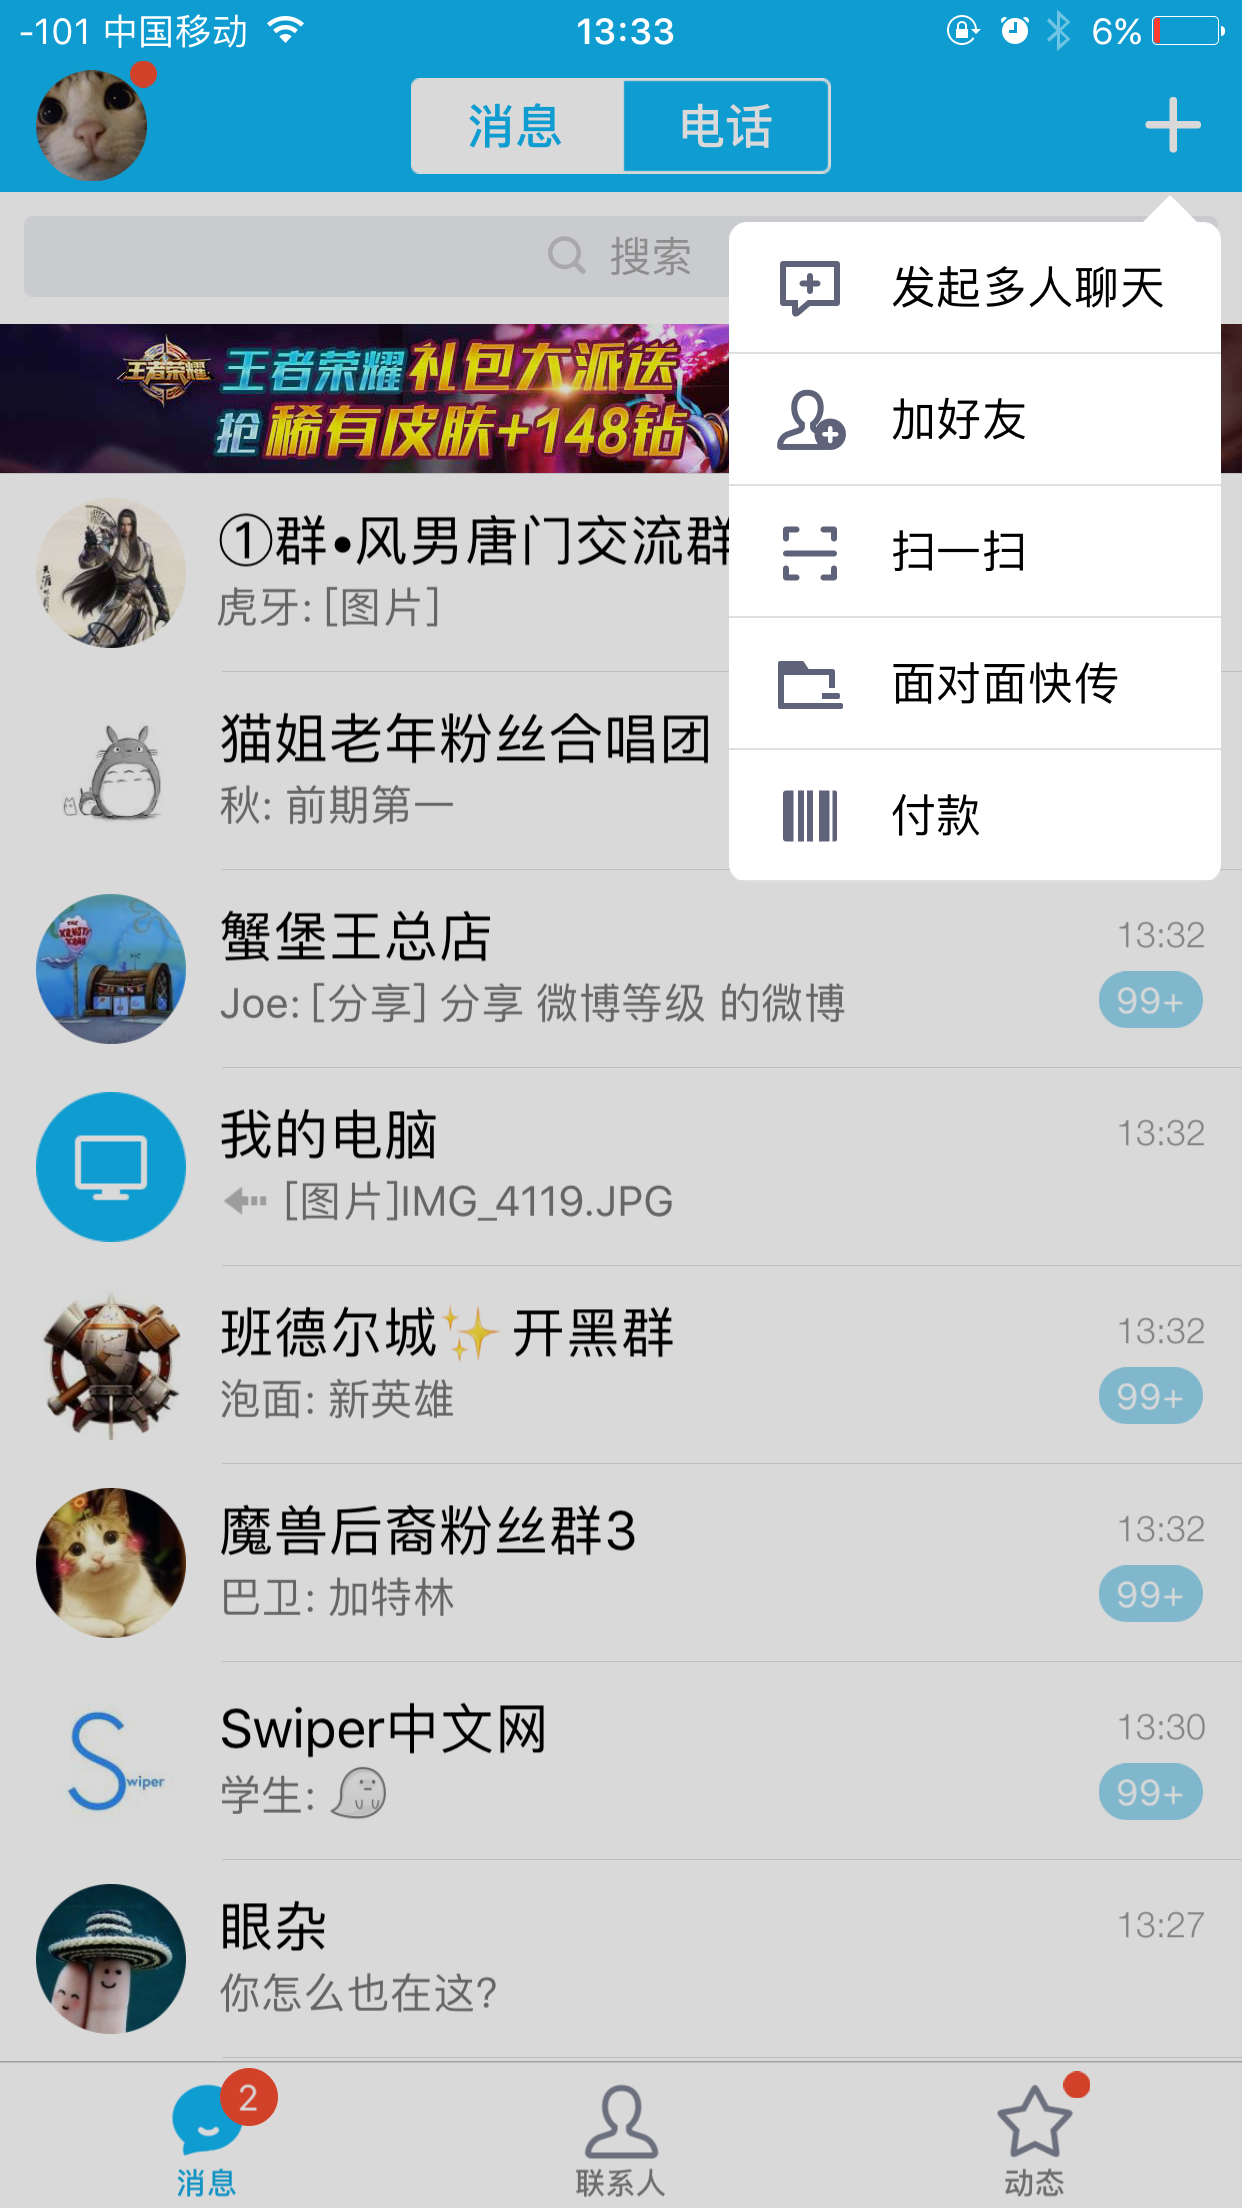 -101 中国移动
13:33
6%
消息
电话
搜索
发起多人聊天
加好友
扫一扫
面对面快传
付款
王者荣耀
王者荣耀礼包大派送
抢稀有皮肤+148钻
①群•风男唐门交流群
虎牙: [图片]
猫姐老年粉丝合唱团
秋: 前期第一
蟹堡王总店
13:32
Joe: [分享] 分享 微博等级 的微博
99+
我的电脑
13:32
[图片]IMG_4119.JPG
班德尔城✨ 开黑群
13:32
泡面: 新英雄
99+
魔兽后裔粉丝群3
13:32
巴卫: 加特林
99+
Swiper
Swiper中文网
13:30
学生:
99+
眼杂
13:27
你怎么也在这?
2
消息
联系人
动态